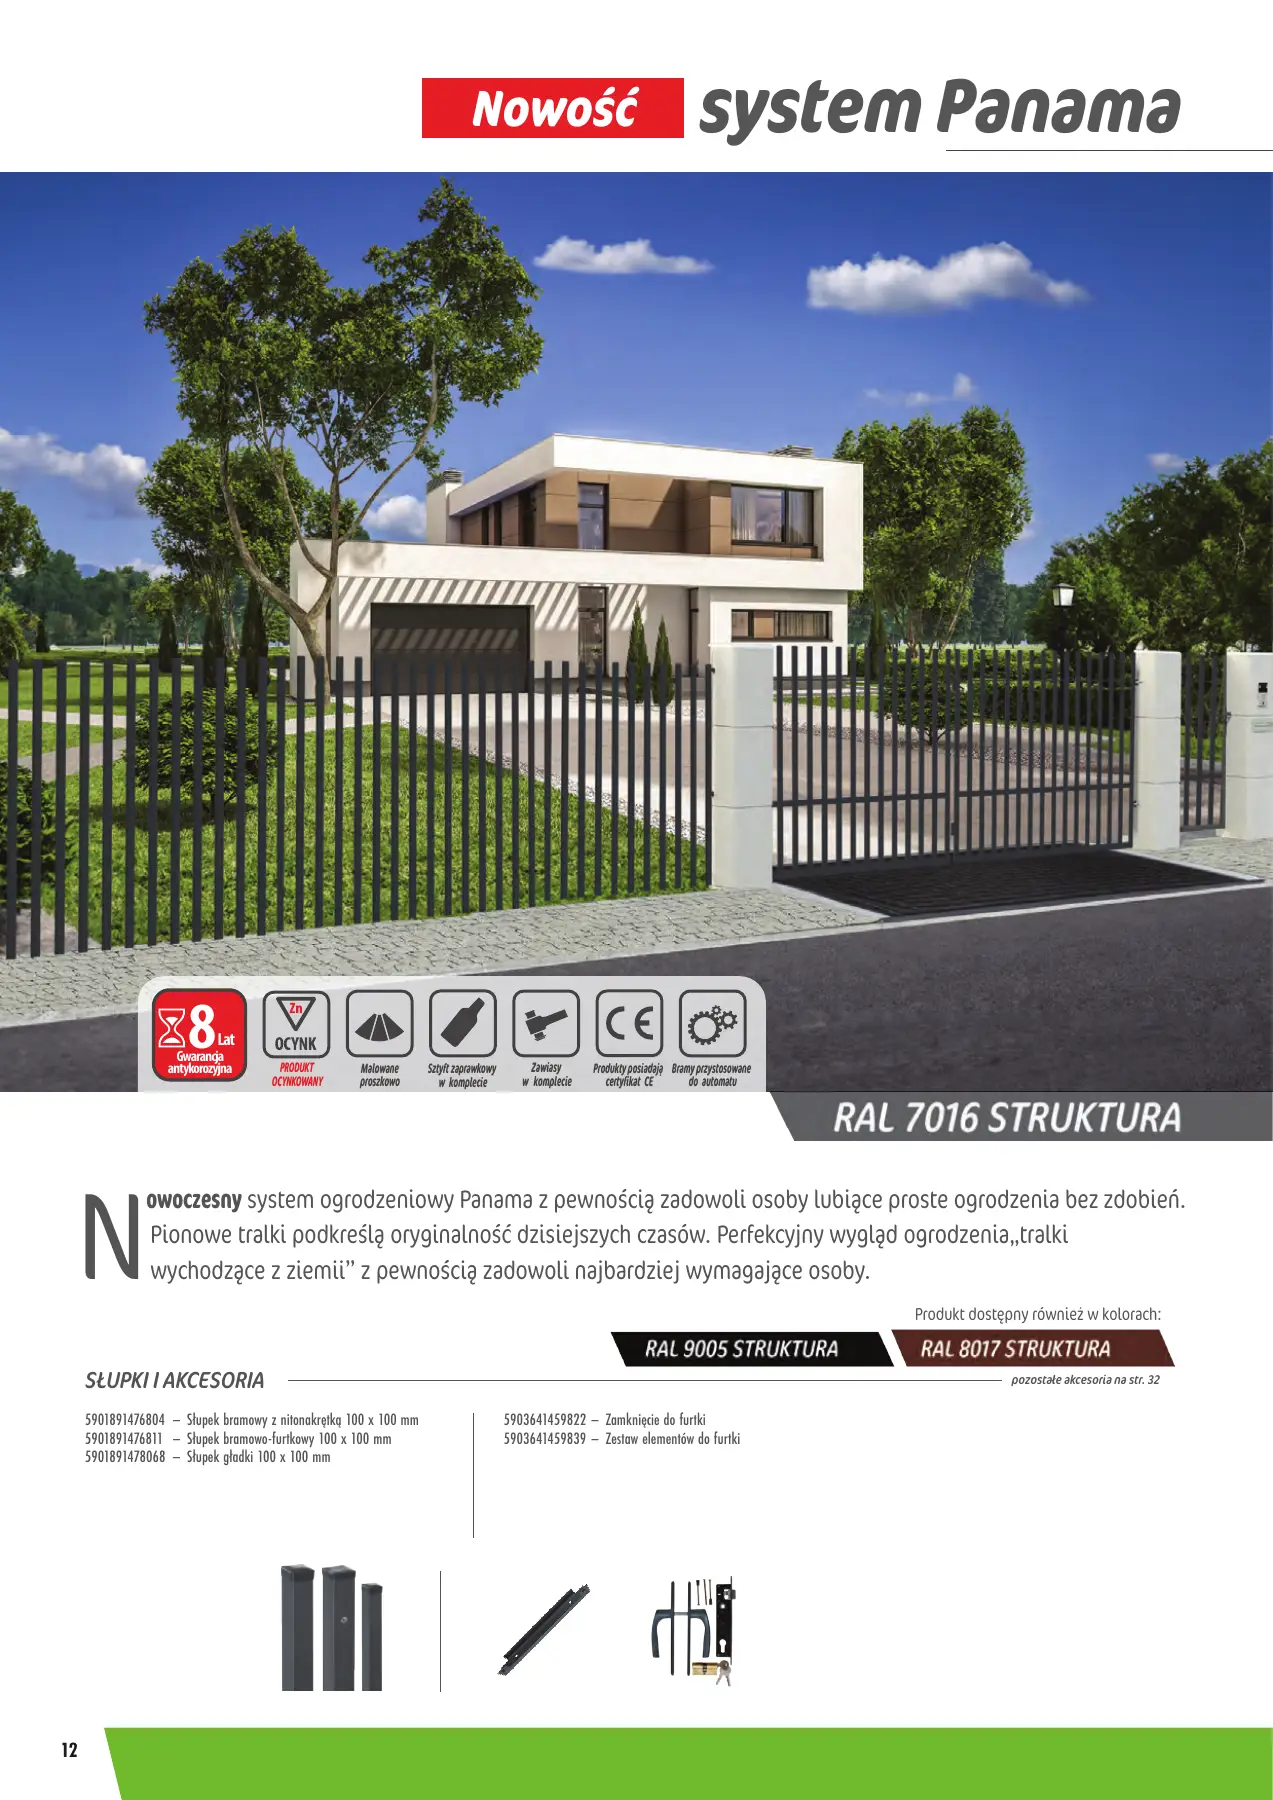 Nowość system Panama
8 Lat
Gwarancja
antykorozyjna
Zn
OCYNK
PRODUKT
OCYNKOWANY
Malowane
proszkowo
Sztyft zaprawkowy
w komplecie
Zawiasy
w komplecie
CE
Produkty posiadają
certyfikat CE
Bramy przystosowane
do automatu
RAL 7016 STRUKTURA
Nowoczesny system ogrodzeniowy Panama z pewnością zadowoli osoby lubiące proste ogrodzenia bez zdobień.
Pionowe tralki podkreślą oryginalność dzisiejszych czasów. Perfekcyjny wygląd ogrodzenia„tralki
wychodzące z ziemii” z pewnością zadowoli najbardziej wymagające osoby.
Produkt dostępny również w kolorach:
RAL 9005 STRUKTURA RAL 8017 STRUKTURA
SŁUPKI I AKCESORIA
pozostałe akcesoria na str. 32
5901891476804 – Słupek bramowy z nitonakrętką 100 x 100 mm
5901891476811 – Słupek bramowo-furtkowy 100 x 100 mm
5901891478068 – Słupek gładki 100 x 100 mm
5903641459822 – Zamknięcie do furtki
5903641459839 – Zestaw elementów do furtki
12